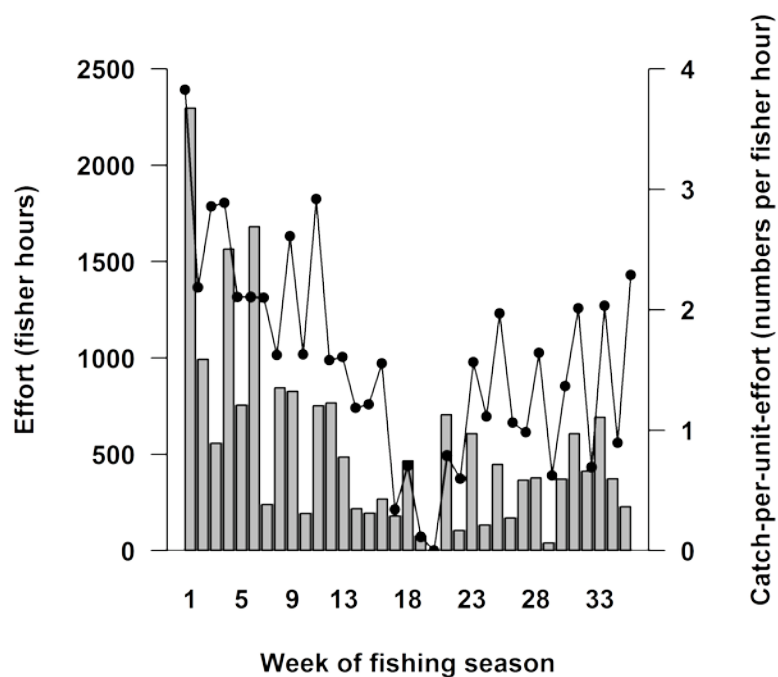 2500
2000
1500
1000
500
0
Effort (fisher hours)
4
3
2
1
0
Catch-per-unit-effort (numbers per fisher hour)
1 5 9 13 18 23 28 33
Week of fishing season